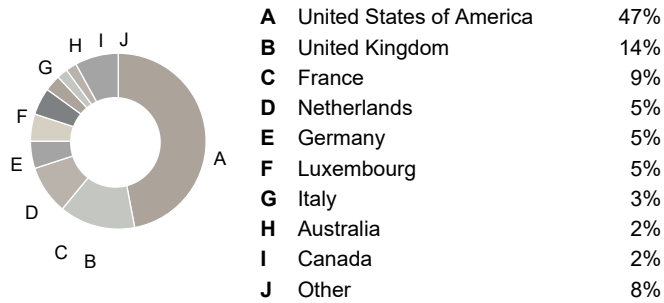 H I J
G
F
E
D
C B
A
A United States of America 47%
B United Kingdom 14%
C France 9%
D Netherlands 5%
E Germany 5%
F Luxembourg 5%
G Italy 3%
H Australia 2%
I Canada 2%
J Other 8%